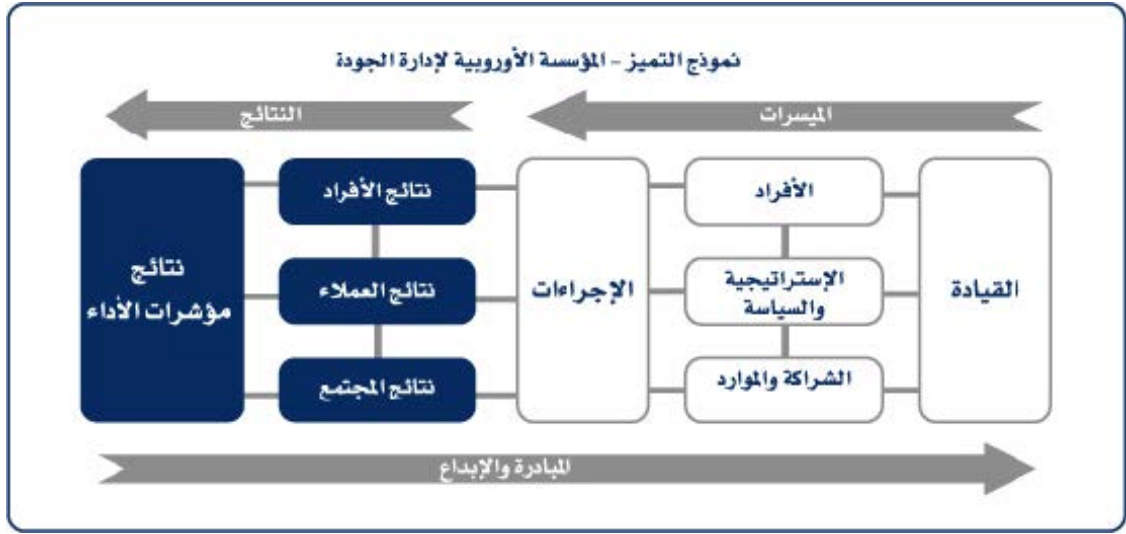 نموذج التميز - المؤسسة الأوروبية لإدارة الجودة
الميسرات
النتائج
القيادة
الأفراد
الإستراتيجية
والسياسة
الشراكة والموارد
الإجراءات
نتائج الأفراد
نتائج العملاء
نتائج المجتمع
نتائج
مؤشرات الأداء
المبادرة والإبداع